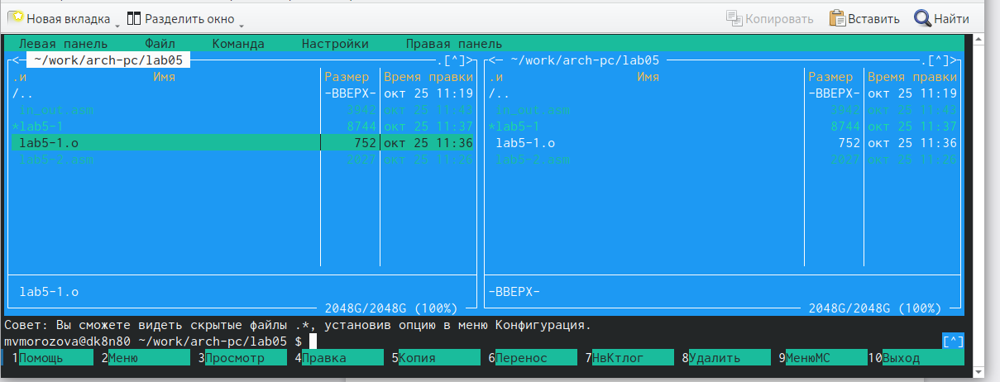 Новая вкладка Разделить окно Копировать Вставить Найти
Левая панель Файл Команда Настройки Правая панель
<− ~/work/arch-pc/lab05 .[^]> <− ~/work/arch-pc/lab05 .[^]>
.и Имя Размер Время правки .и Имя Размер Время правки
/.. −ВВЕРХ− окт 25 11:19 /.. −ВВЕРХ− окт 25 11:19
in_out.asm 3942 окт 25 11:43 in_out.asm 3942 окт 25 11:43
*lab5-1 8744 окт 25 11:37 *lab5-1 8744 окт 25 11:37
lab5-1.o 752 окт 25 11:36 lab5-1.o 752 окт 25 11:36
lab5-2.asm 2027 окт 25 11:26 lab5-2.asm 2027 окт 25 11:26
lab5-1.o −ВВЕРХ−
2048G/2048G (100%) 2048G/2048G (100%)
Совет: Вы сможете видеть скрытые файлы .*, установив опцию в меню Конфигурация.
mvmorozova@dk8n80 ~/work/arch-pc/lab05 $ [^]
1Помощь 2Меню 3Просмотр 4Правка 5Копия 6Перенос 7НвКтлог 8Удалить 9МенюМС 10Выход